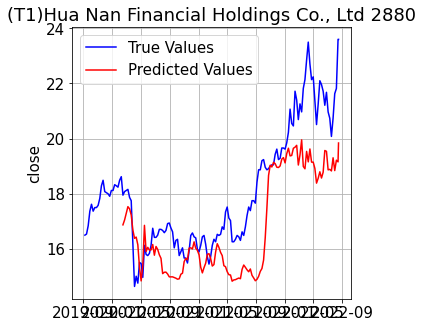 (T1)Hua Nan Financial Holdings Co., Ltd 2880
24
True Values
Predicted Values
22
20
18
16
close